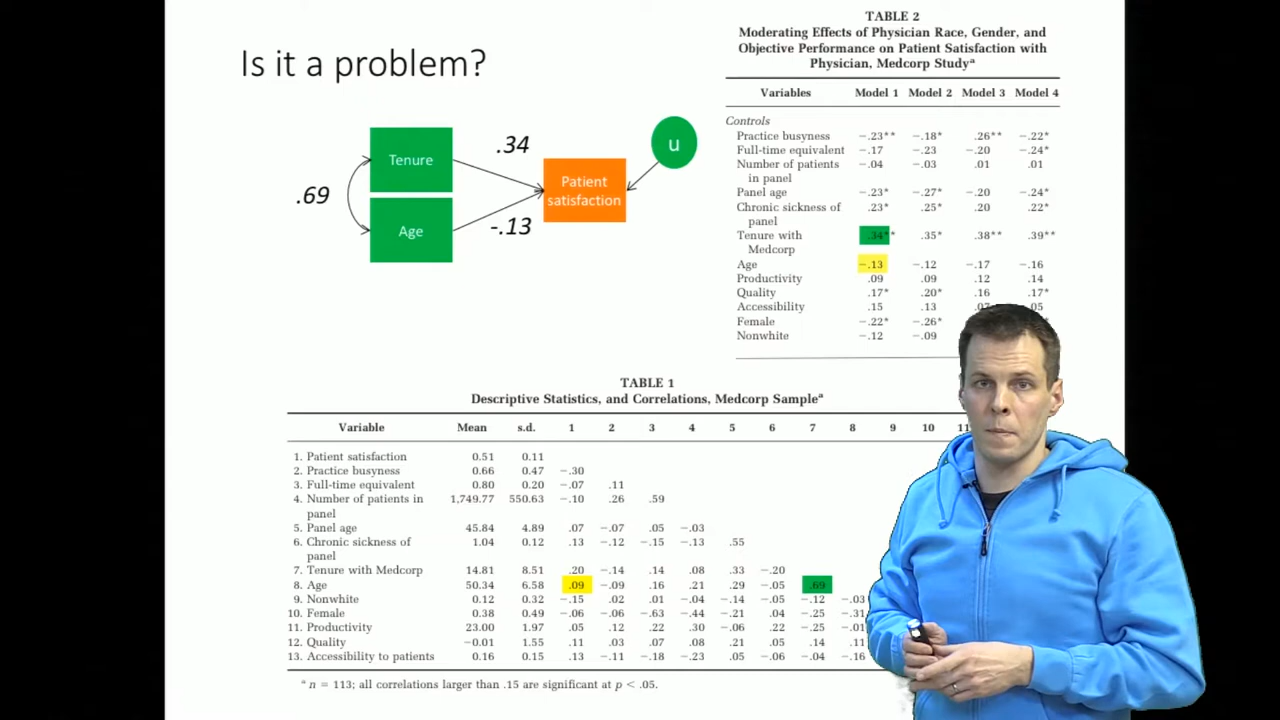 Is it a problem?
Tenure
Age
.69
.34
-.13
Patient
satisfaction
u
TABLE 2
Moderating Effects of Physician Race, Gender, and
Objective Performance on Patient Satisfaction with
Physician, Medcorp Studyᵃ
Variables Model 1 Model 2 Model 3 Model 4
Controls
Practice busyness −.23** −.18* .26** −.22*
Full-time equivalent −.17 −.23 −.20 −.24*
Number of patients −.04 −.03 .01 .01
in panel
Panel age −.23* −.27* −.20 −.24*
Chronic sickness of .23* .25* .20 .22*
panel
Tenure with .34** .35* .38** .39**
Medcorp
Age −.13 −.12 −.17 −.16
Productivity .09 .09 .12 .14
Quality .17* .20* .16 .17*
Accessibility .15 .13 .07 .05
Female −.22* −.26*
Nonwhite −.12 −.09
TABLE 1
Descriptive Statistics, and Correlations, Medcorp Sampleᵃ
Variable Mean s.d. 1 2 3 4 5 6 7 8 9 10 11
1. Patient satisfaction 0.51 0.11
2. Practice busyness 0.66 0.47 −.30
3. Full-time equivalent 0.80 0.20 −.07 .11
4. Number of patients in 1,749.77 550.63 −.10 .26 .59
panel
5. Panel age 45.84 4.89 .07 −.07 .05 −.03
6. Chronic sickness of 1.04 0.12 .13 −.12 −.15 −.13 .55
panel
7. Tenure with Medcorp 14.81 8.51 .20 −.14 .14 .08 .33 −.20
8. Age 50.34 6.58 .09 −.09 .16 .21 .29 −.05 .69
9. Nonwhite 0.12 0.32 −.15 .02 .01 −.04 −.14 −.05 −.12 −.03
10. Female 0.38 0.49 −.06 −.06 −.63 −.44 −.21 .04 −.25 −.31
11. Productivity 23.00 1.97 .05 .12 .22 .30 −.06 .22 −.25 −.01
12. Quality −0.01 1.55 .11 .03 .07 .08 .21 .05 .14 .11
13. Accessibility to patients 0.16 0.15 .13 −.11 −.18 −.23 .05 −.06 −.04 −.16
ᵃ n = 113; all correlations larger than .15 are significant at p < .05.